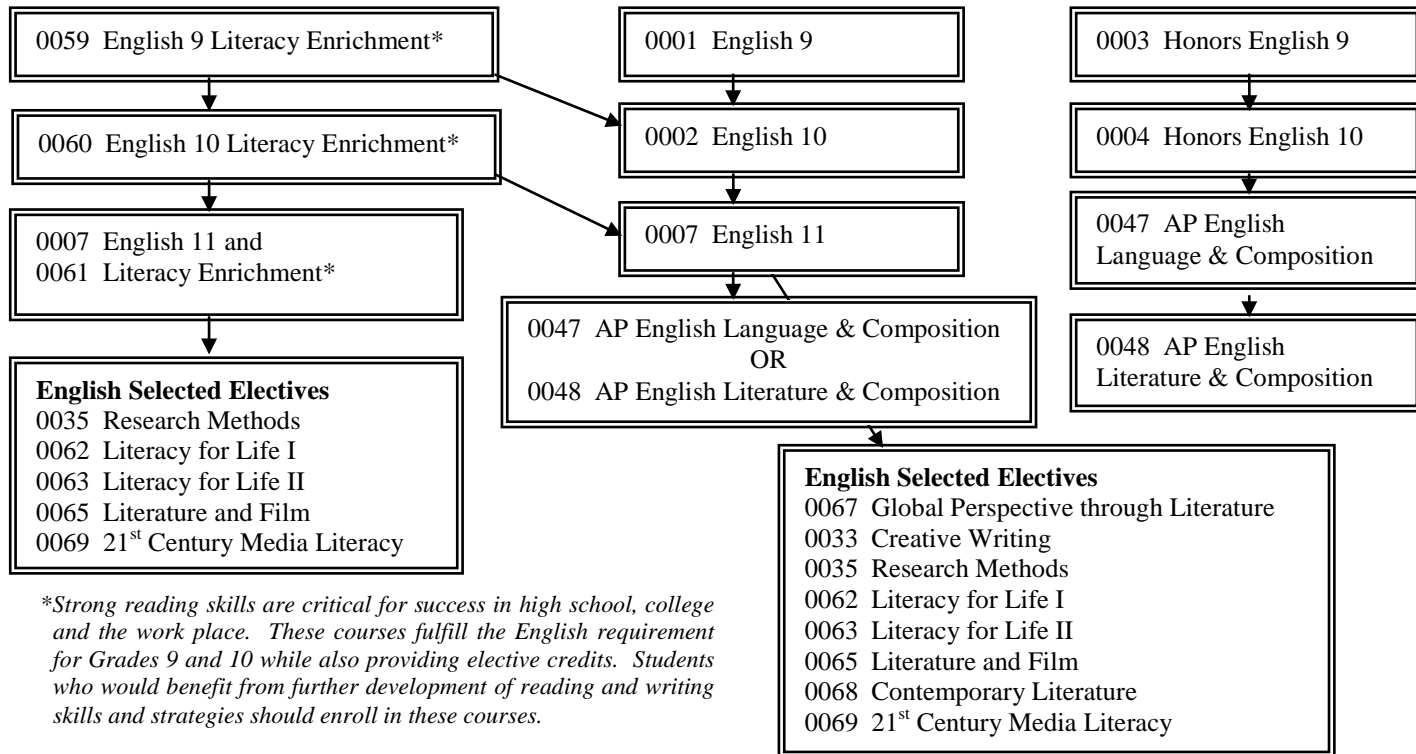 0059 English 9 Literacy Enrichment*
0001 English 9
0003 Honors English 9
0060 English 10 Literacy Enrichment*
0002 English 10
0004 Honors English 10
0007 English 11 and
0061 Literacy Enrichment*
0007 English 11
0047 AP English
Language & Composition
0047 AP English Language & Composition
OR
0048 AP English Literature & Composition
0048 AP English
Literature & Composition
English Selected Electives
0035 Research Methods
0062 Literacy for Life I
0063 Literacy for Life II
0065 Literature and Film
0069 21st Century Media Literacy
English Selected Electives
0067 Global Perspective through Literature
0033 Creative Writing
0035 Research Methods
0062 Literacy for Life I
0063 Literacy for Life II
0065 Literature and Film
0068 Contemporary Literature
0069 21st Century Media Literacy
*Strong reading skills are critical for success in high school, college
and the work place. These courses fulfill the English requirement
for Grades 9 and 10 while also providing elective credits. Students
who would benefit from further development of reading and writing
skills and strategies should enroll in these courses.